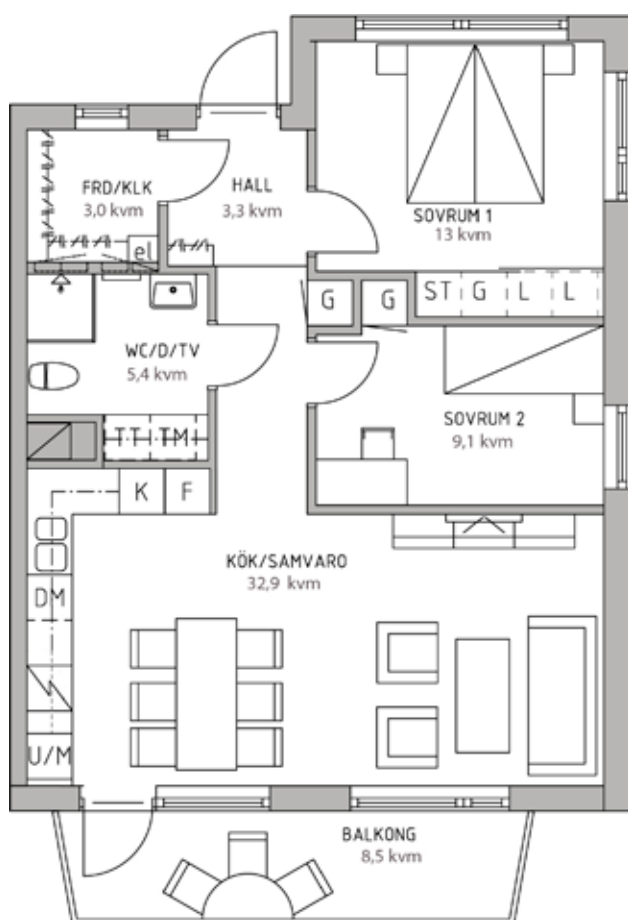 FRD/KLK
3,0 kvm
HALL
3,3 kvm
SOVRUM 1
13 kvm
el
G
G
ST
G
L
L
WC/D/TV
5,4 kvm
SOVRUM 2
9,1 kvm
TT
TM
K
F
KÖK/SAMVARO
32,9 kvm
DM
U/M
BALKONG
8,5 kvm